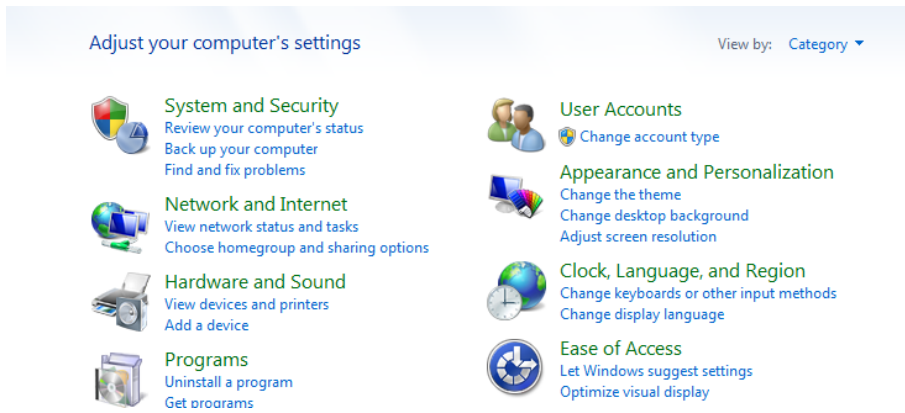 Adjust your computer's settings
View by: Category
System and Security
Review your computer's status
Back up your computer
Find and fix problems
Network and Internet
View network status and tasks
Choose homegroup and sharing options
Hardware and Sound
View devices and printers
Add a device
Programs
Uninstall a program
Get programs
User Accounts
Change account type
Appearance and Personalization
Change the theme
Change desktop background
Adjust screen resolution
Clock, Language, and Region
Change keyboards or other input methods
Change display language
Ease of Access
Let Windows suggest settings
Optimize visual display